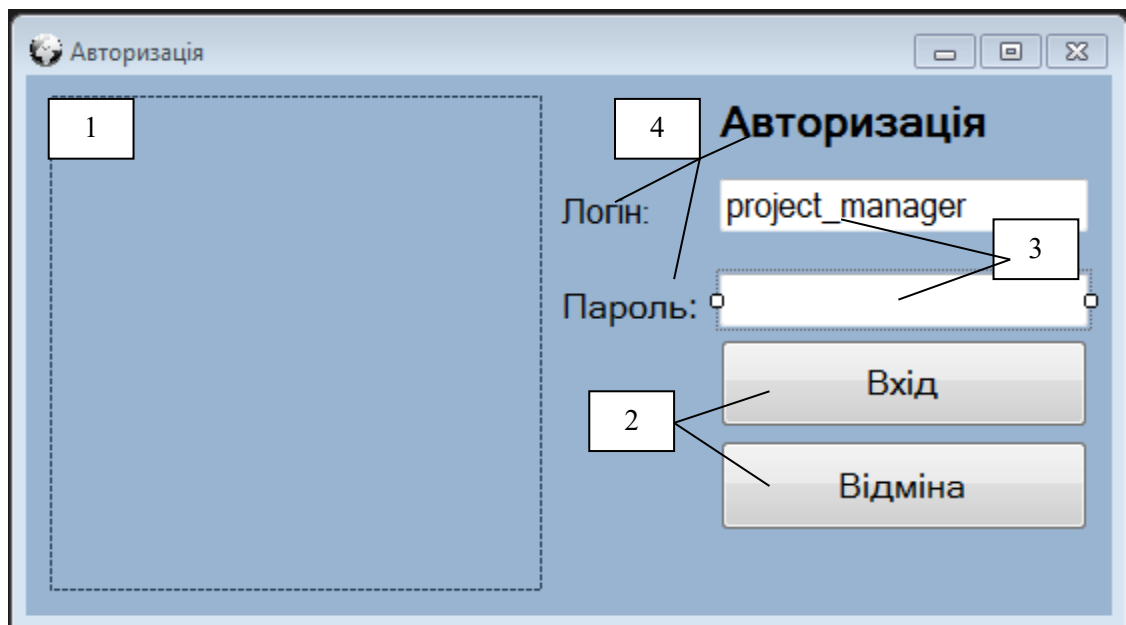 Авторизація
1
4
Авторизація
Логін:
project_manager
3
Пароль:
Вхід
2
Відміна